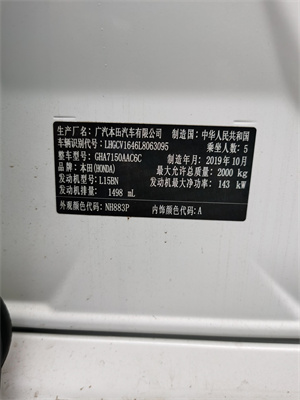 生产厂名：广汽本田汽车有限公司 制造国：中华人民共和国
车辆识别代号：LHGCV1646L8063095 乘坐人数：5
整车型号：GHA7150AAC6C 制造年月：2019年10月
品牌：本田(HONDA) 最大允许总质量：2000 kg
发动机型号：L15BN 发动机最大净功率：143 kW
发动机排量：1498 mL
外观颜色代码：NH883P 内饰颜色代码：A